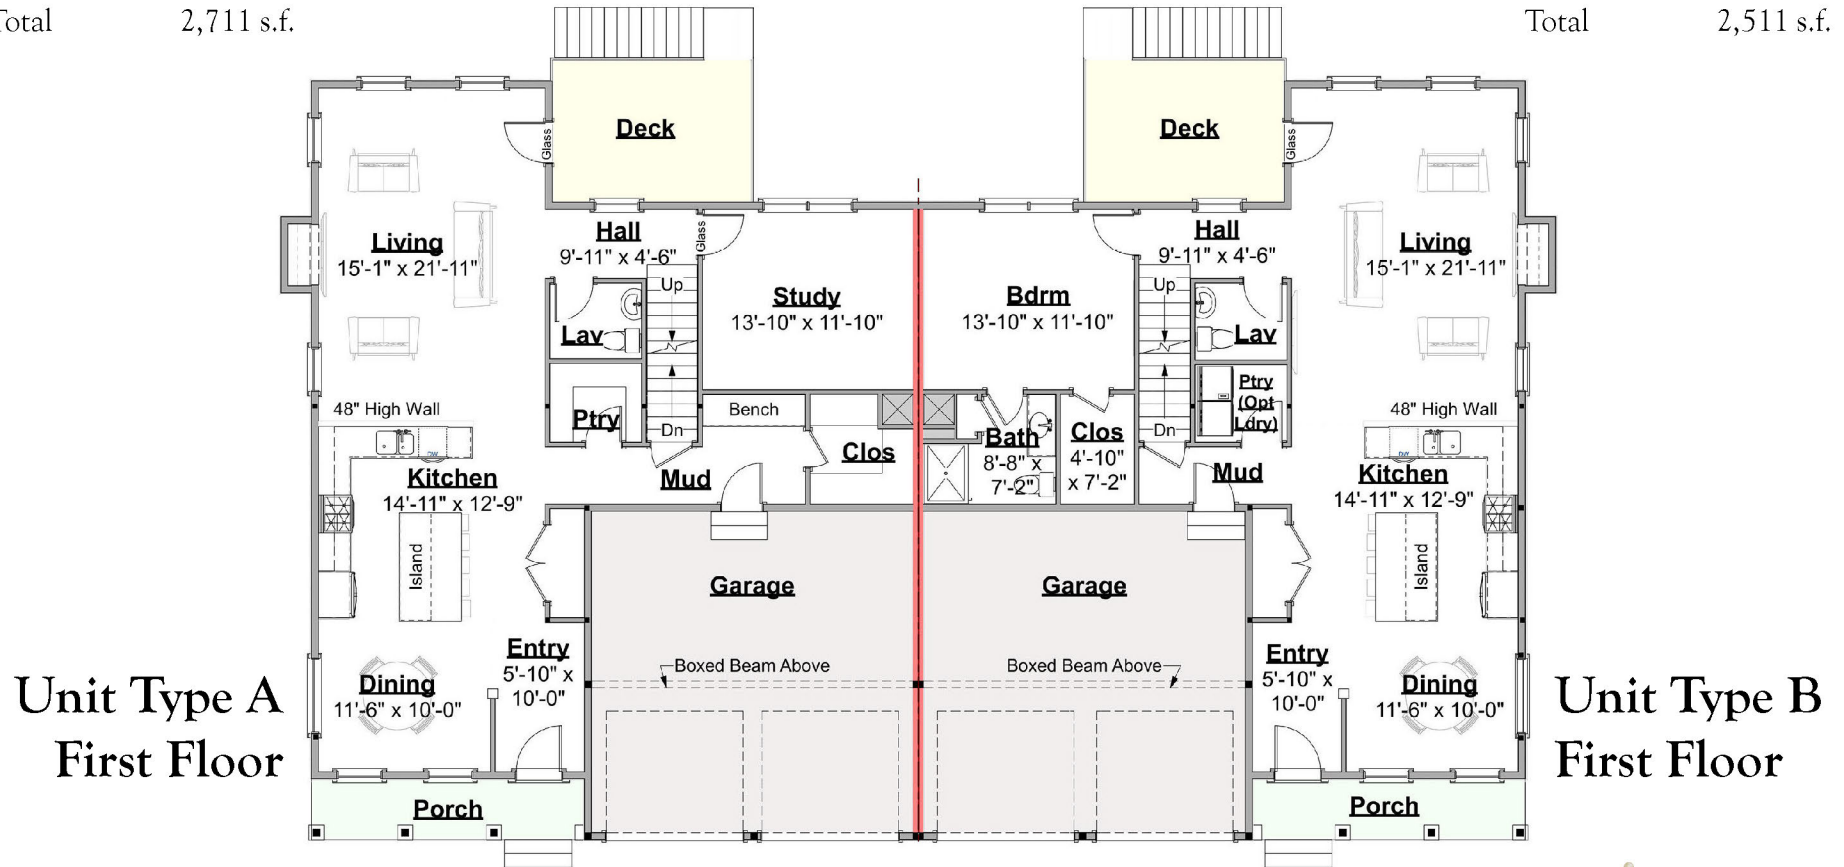 Total 2,711 s.f.
Total 2,511 s.f.
Deck
Glass
Deck
Glass
Living
15'-1" x 21'-11"
Hall
9'-11" x 4'-6"
Glass
Hall
9'-11" x 4'-6"
Living
15'-1" x 21'-11"
Up
Study
13'-10" x 11'-10"
Bdrm
13'-10" x 11'-10"
Up
Lav
Lav
48" High Wall
Ptry
Bench
Dn
Clos
Mud
Bath
8'-8" x
7'-2"
Clos
4'-10"
x 7'-2"
Dn
Ptry
(Opt
Ldry)
Mud
48" High Wall
DW
Kitchen
14'-11" x 12'-9"
DW
Kitchen
14'-11" x 12'-9"
Island
Garage
Garage
Island
Entry
5'-10" x
10'-0"
Boxed Beam Above
Boxed Beam Above
Entry
5'-10" x
10'-0"
Dining
11'-6" x 10'-0"
Dining
11'-6" x 10'-0"
Unit Type A
First Floor
Unit Type B
First Floor
Porch
Porch